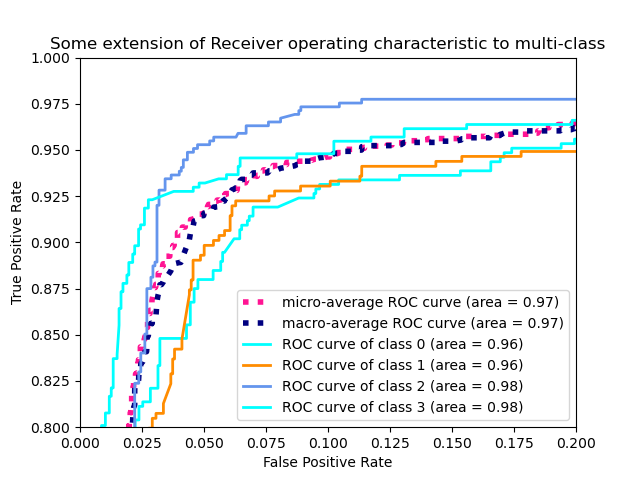 Some extension of Receiver operating characteristic to multi-class
1.000
0.975
0.950
0.925
0.900
0.875
0.850
0.825
0.800
True Positive Rate
micro-average ROC curve (area = 0.97)
macro-average ROC curve (area = 0.97)
ROC curve of class 0 (area = 0.96)
ROC curve of class 1 (area = 0.96)
ROC curve of class 2 (area = 0.98)
ROC curve of class 3 (area = 0.98)
0.000 0.025 0.050 0.075 0.100 0.125 0.150 0.175 0.200
False Positive Rate